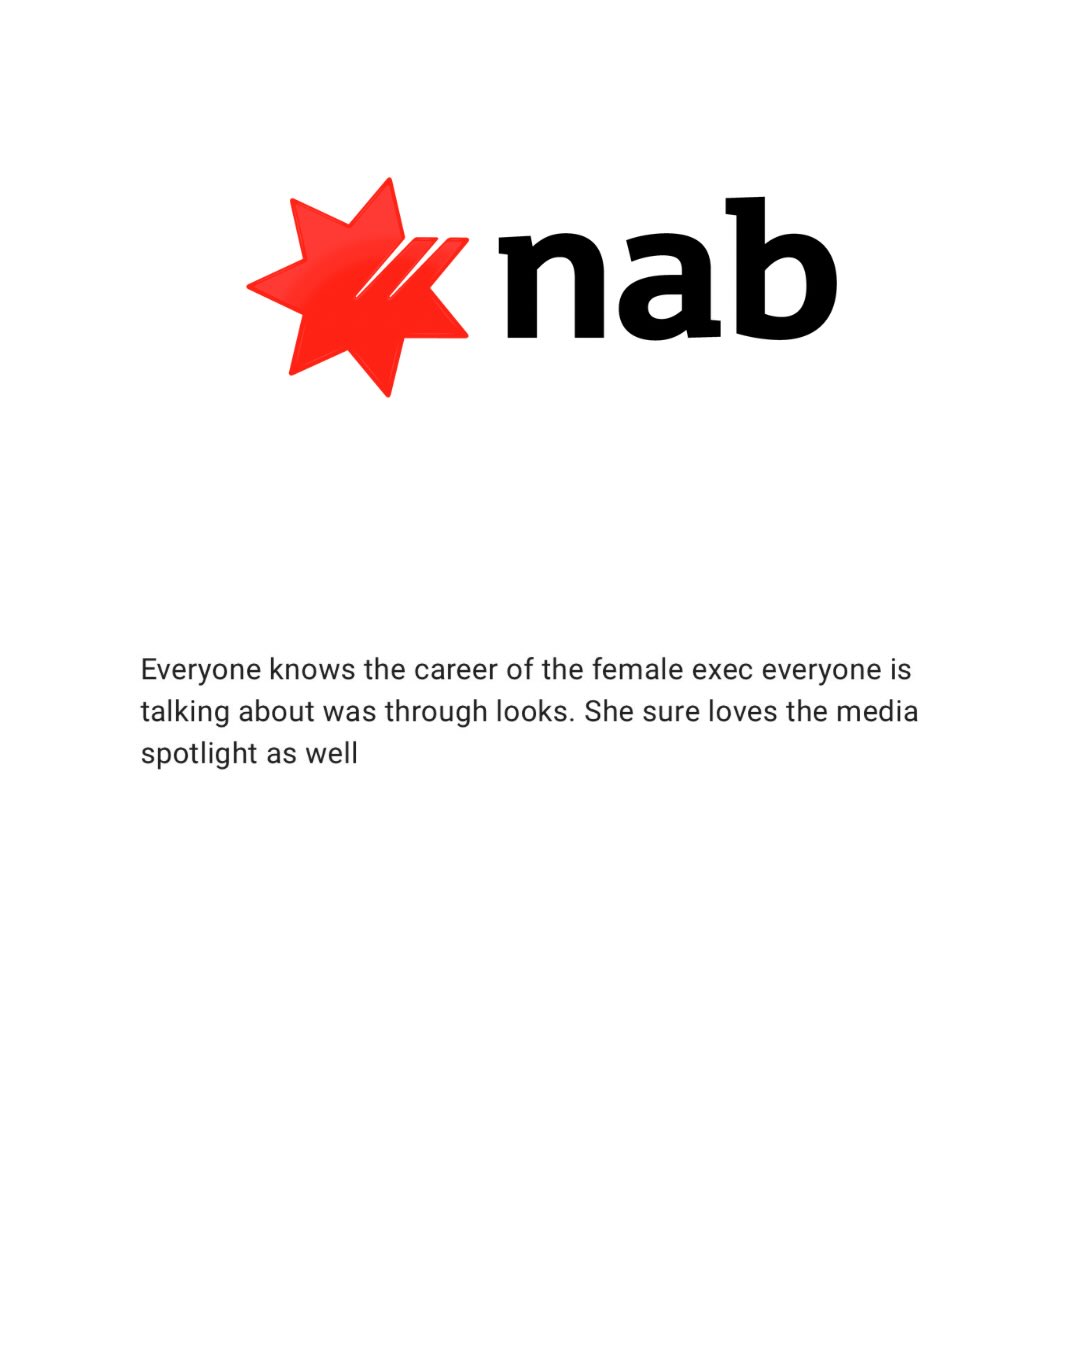 nab
Everyone knows the career of the female exec everyone is
talking about was through looks. She sure loves the media
spotlight as well